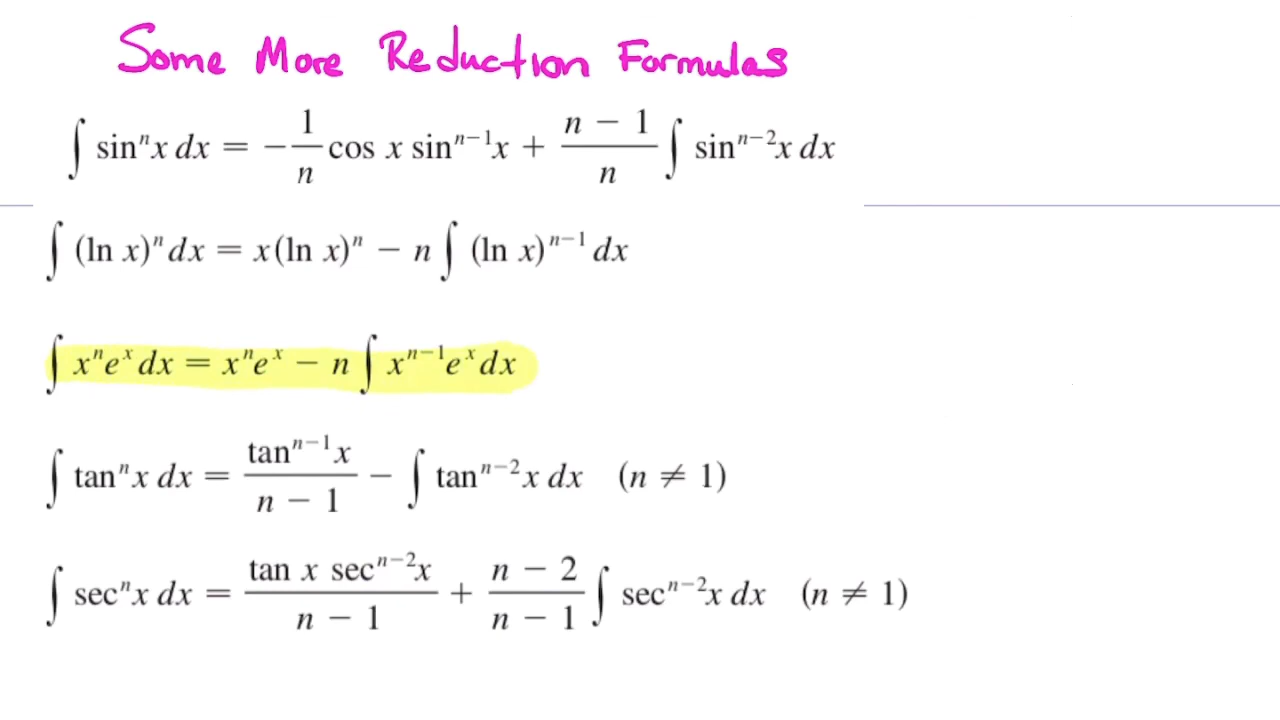 Some More Reduction Formulas
∫ sinⁿx dx = −1/n cos x sinⁿ⁻¹x + (n − 1)/n ∫ sinⁿ⁻²x dx
∫ (ln x)ⁿ dx = x(ln x)ⁿ − n ∫ (ln x)ⁿ⁻¹ dx
∫ xⁿeˣ dx = xⁿeˣ − n ∫ xⁿ⁻¹eˣ dx
∫ tanⁿx dx = tanⁿ⁻¹x/(n − 1) − ∫ tanⁿ⁻²x dx (n ≠ 1)
∫ secⁿx dx = tan x secⁿ⁻²x/(n − 1) + (n − 2)/(n − 1) ∫ secⁿ⁻²x dx (n ≠ 1)